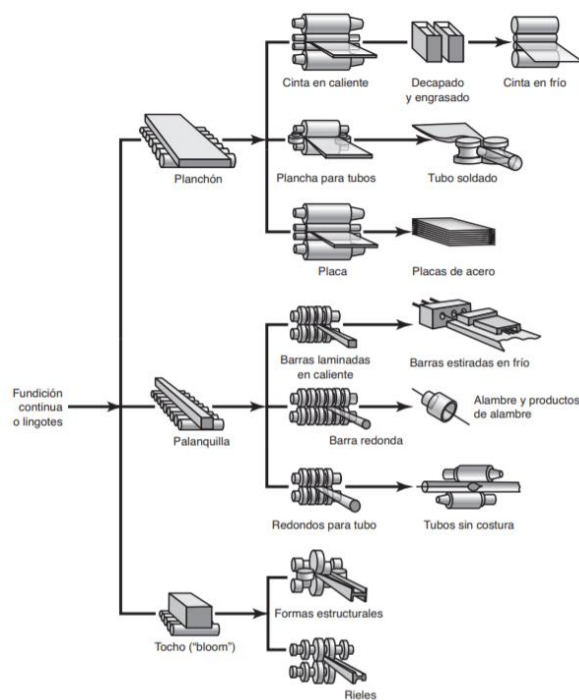 Cinta en caliente
Decapado
y engrasado
Cinta en frío
Planchón
Plancha para tubos
Tubo soldado
Placa
Placas de acero
Fundición
continua
o lingotes
Palanquilla
Barras laminadas
en caliente
Barras estiradas en frío
Barra redonda
Alambre y productos
de alambre
Redondos para tubo
Tubos sin costura
Tocho ("bloom")
Formas estructurales
Rieles